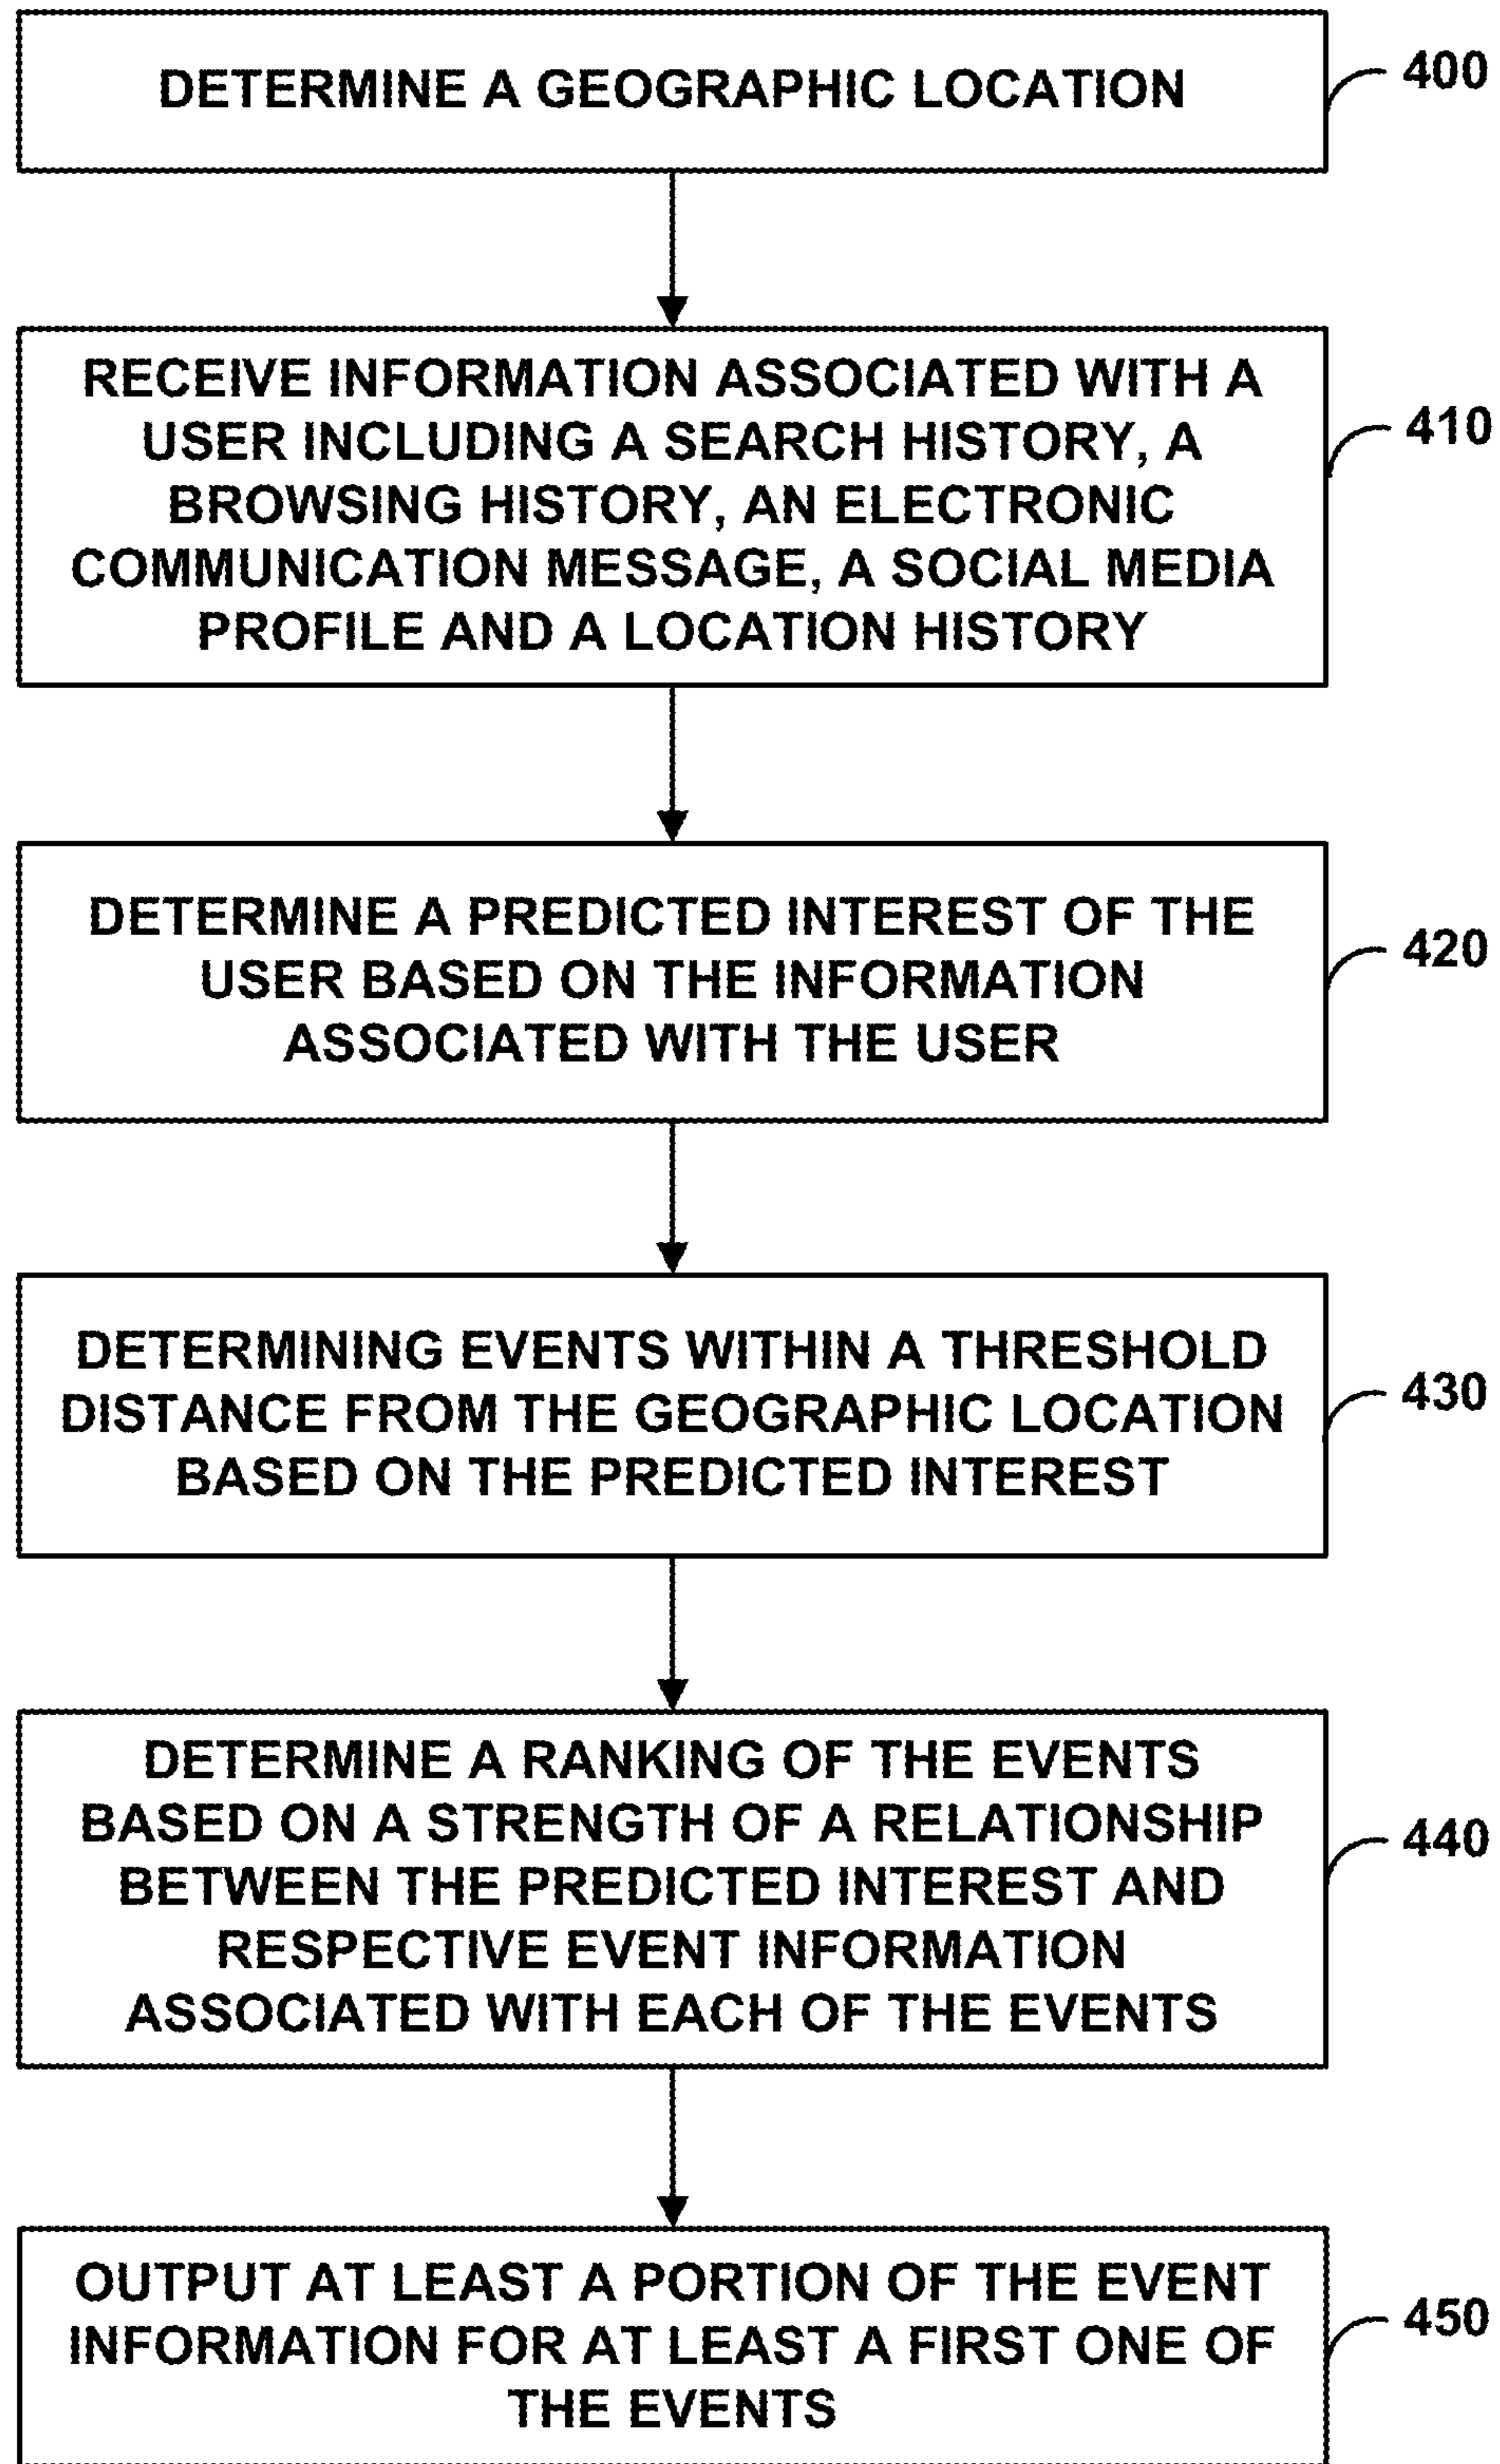 DETERMINE A GEOGRAPHIC LOCATION
400
RECEIVE INFORMATION ASSOCIATED WITH A
USER INCLUDING A SEARCH HISTORY, A
BROWSING HISTORY, AN ELECTRONIC
COMMUNICATION MESSAGE, A SOCIAL MEDIA
PROFILE AND A LOCATION HISTORY
410
DETERMINE A PREDICTED INTEREST OF THE
USER BASED ON THE INFORMATION
ASSOCIATED WITH THE USER
420
DETERMINING EVENTS WITHIN A THRESHOLD
DISTANCE FROM THE GEOGRAPHIC LOCATION
BASED ON THE PREDICTED INTEREST
430
DETERMINE A RANKING OF THE EVENTS
BASED ON A STRENGTH OF A RELATIONSHIP
BETWEEN THE PREDICTED INTEREST AND
RESPECTIVE EVENT INFORMATION
ASSOCIATED WITH EACH OF THE EVENTS
440
OUTPUT AT LEAST A PORTION OF THE EVENT
INFORMATION FOR AT LEAST A FIRST ONE OF
THE EVENTS
450